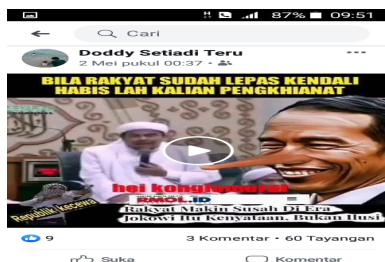 87% 09:51
Cari
Doddy Setiadi Teru
2 Mei pukul 00:37
BILA RAKYAT SUDAH LEPAS KENDALI
HABIS LAH KALIAN PENGKHIANAT
hei konglomerat
RMOL.ID
Republik kecewa
Rakyat Makin Susah Di Era
Jokowi Itu Kenyataan, Bukan Ilusi
9
3 Komentar • 60 Tayangan
Suka
Komentar